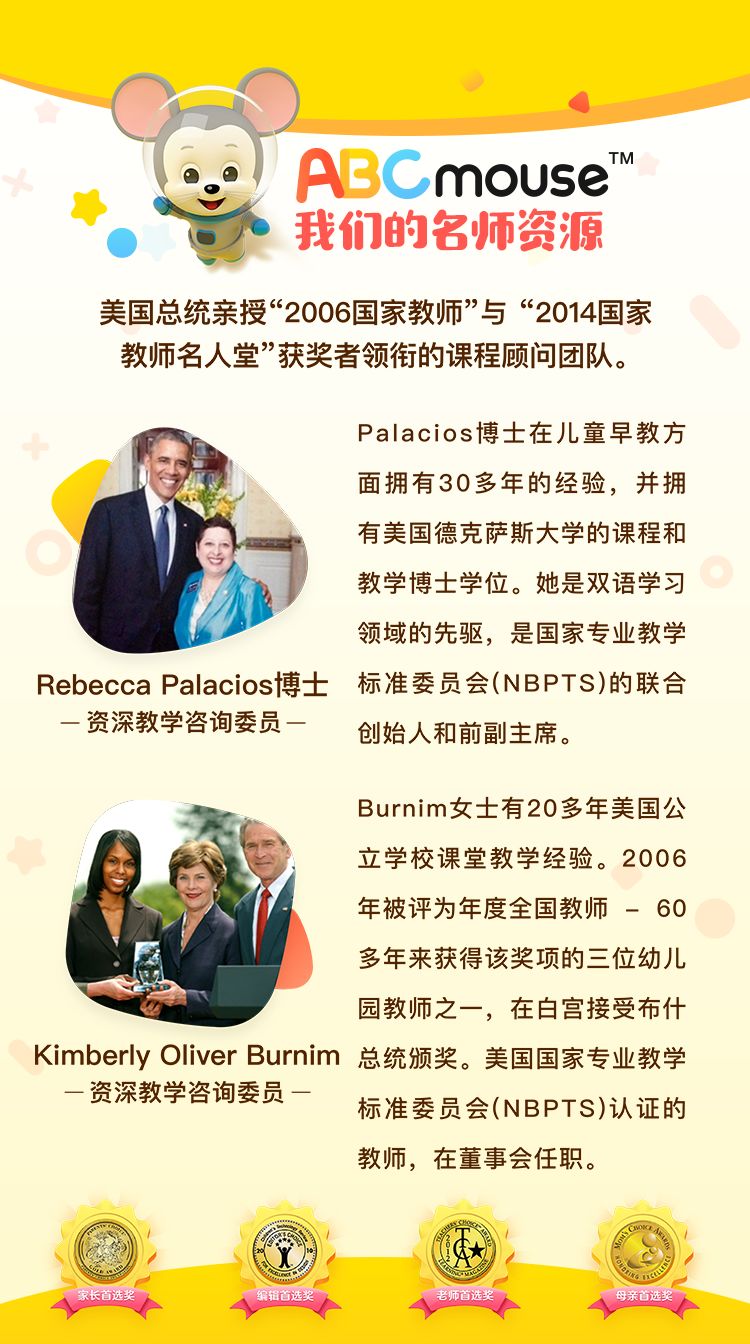 ABCmouse™
我们的名师资源
美国总统亲授“2006国家教师”与 “2014国家
教师名人堂”获奖者领衔的课程顾问团队。
Palacios博士在儿童早教方
面拥有30多年的经验，并拥
有美国德克萨斯大学的课程和
教学博士学位。她是双语学习
领域的先驱，是国家专业教学
标准委员会(NBPTS)的联合
创始人和前副主席。
Rebecca Palacios博士
— 资深教学咨询委员 —
Burnim女士有20多年美国公
立学校课堂教学经验。2006
年被评为年度全国教师 – 60
多年来获得该奖项的三位幼儿
园教师之一，在白宫接受布什
总统颁奖。美国国家专业教学
标准委员会(NBPTS)认证的
教师，在董事会任职。
Kimberly Oliver Burnim
— 资深教学咨询委员 —
家长首选奖
EDITOR'S CHOICE
编辑首选奖
TEACHERS' CHOICE AWARD
老师首选奖
MOM'S CHOICE AWARDS
HONORING EXCELLENCE
母亲首选奖